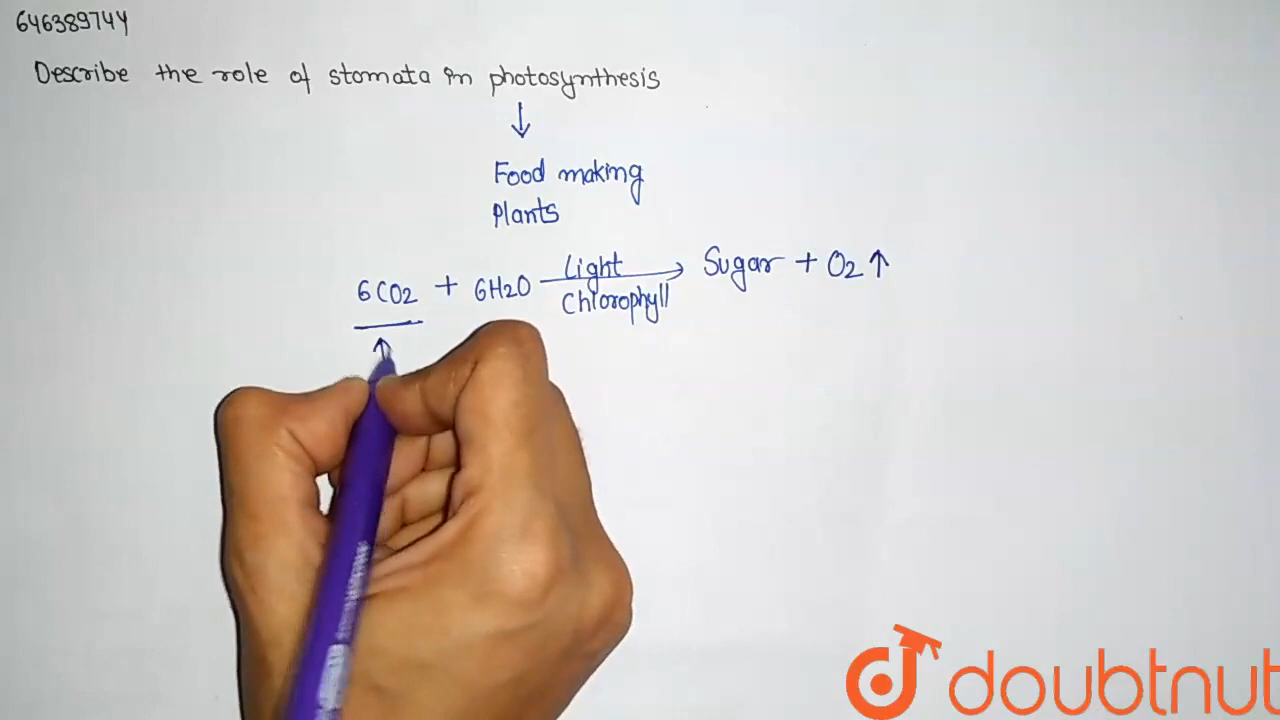 646389744
Describe the role of stomata in photosynthesis
↓
Food making
Plants
6CO2 + 6H2O Light → Sugar + O2↑
Chlorophyll
↑
doubtnut